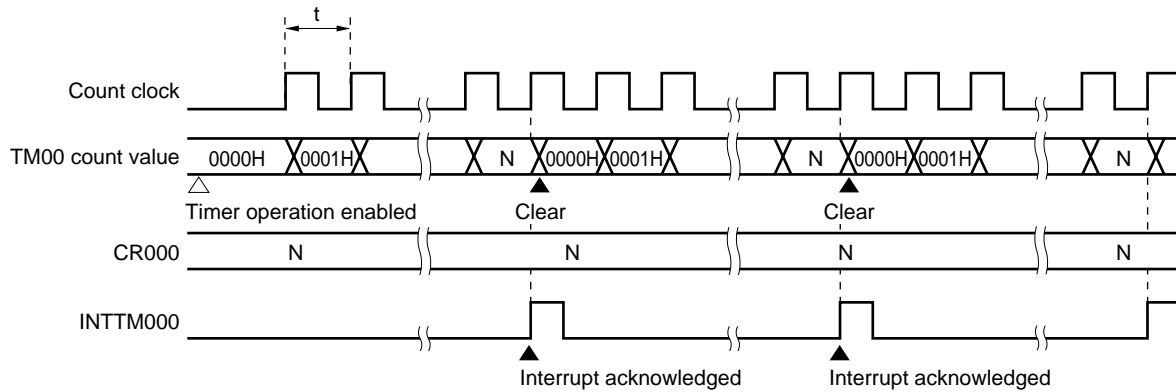 t
Count clock
TM00 count value 0000H 0001H N 0000H 0001H N 0000H 0001H N
Timer operation enabled Clear Clear
CR000 N N N N
INTTM000
Interrupt acknowledged Interrupt acknowledged